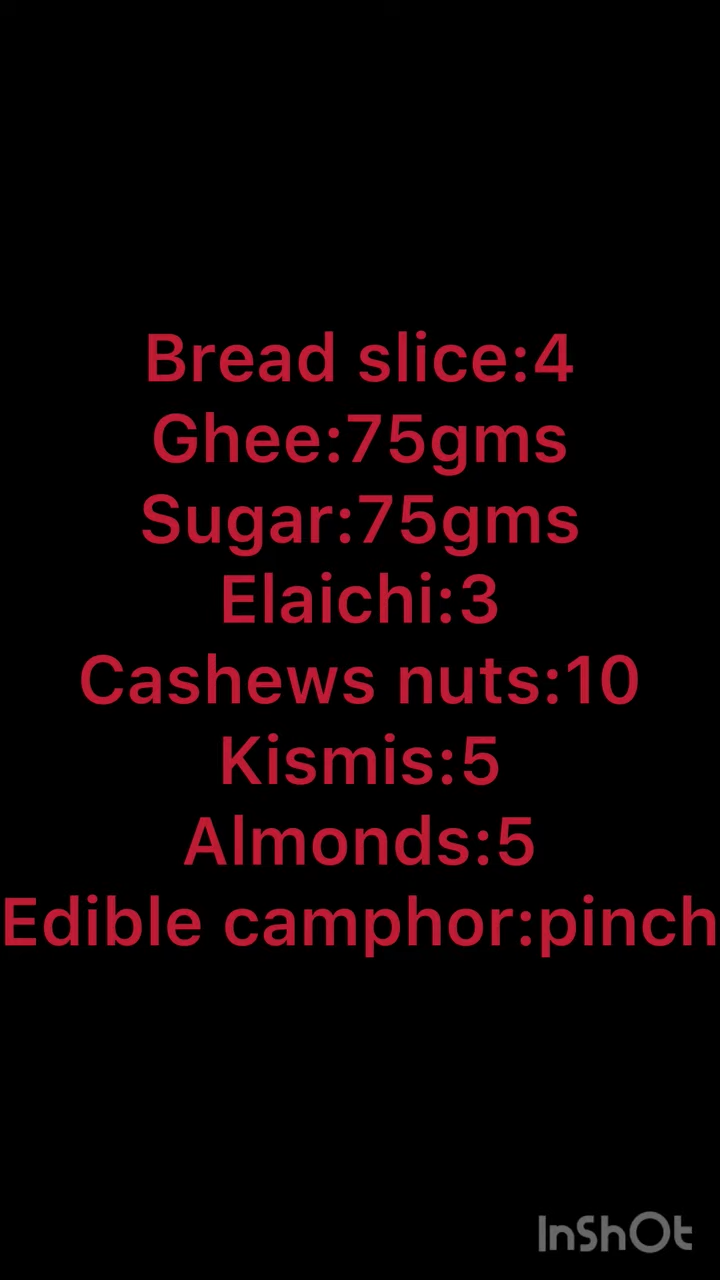 Bread slice:4
Ghee:75gms
Sugar:75gms
Elaichi:3
Cashews nuts:10
Kismis:5
Almonds:5
Edible camphor:pinch
InShOt